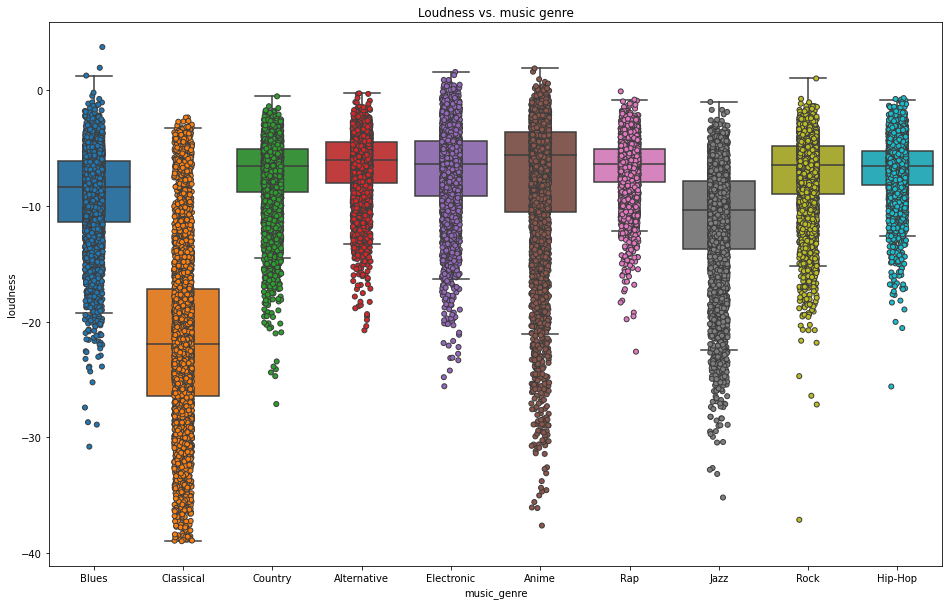 Loudness vs. music genre
loudness
0
−10
−20
−30
−40
Blues Classical Country Alternative Electronic Anime Rap Jazz Rock Hip-Hop
music_genre